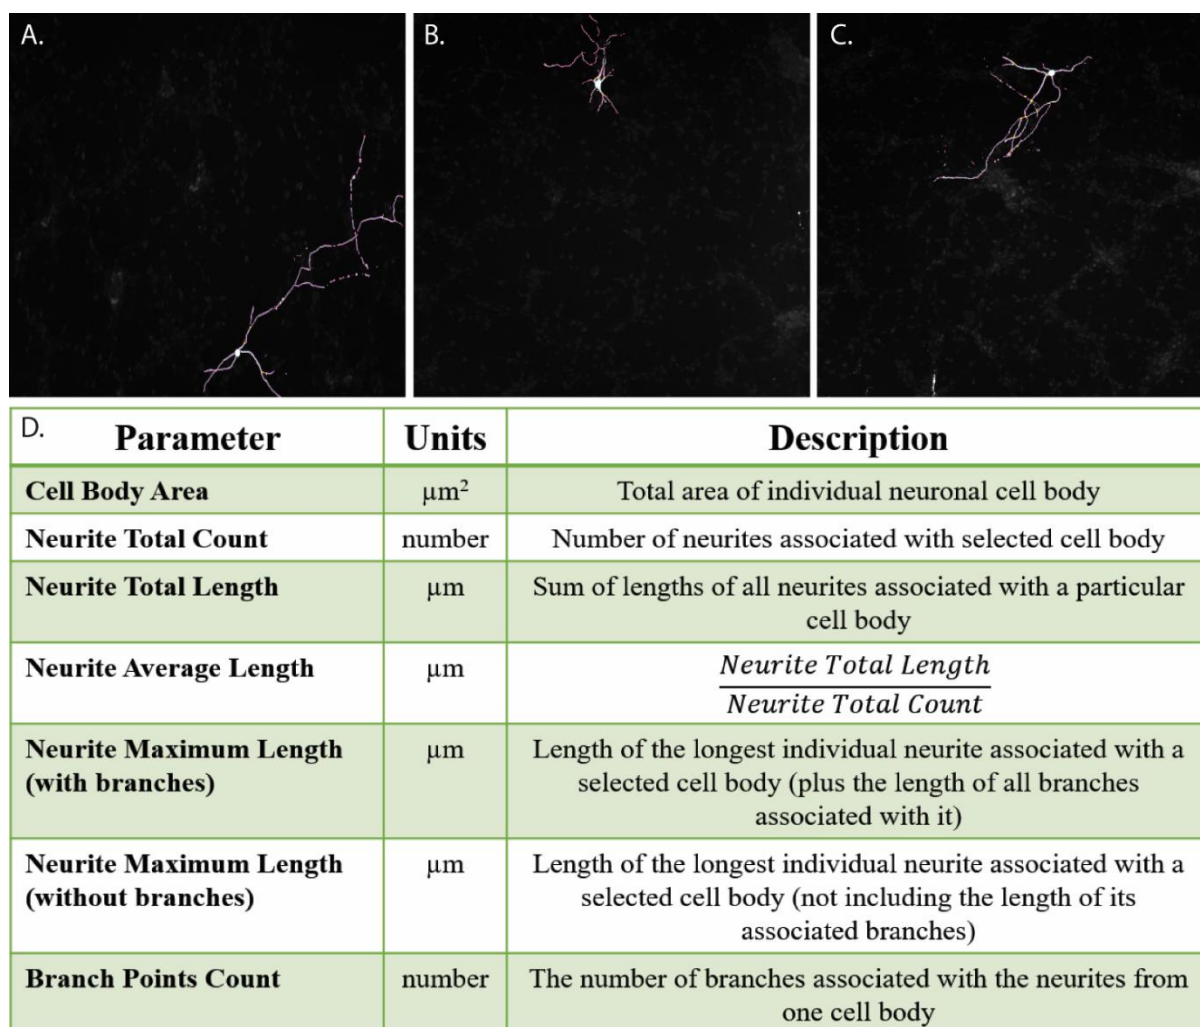 A.
B.
C.
D.
Parameter Units Description
Cell Body Area µm² Total area of individual neuronal cell body
Neurite Total Count number Number of neurites associated with selected cell body
Neurite Total Length µm Sum of lengths of all neurites associated with a particular
cell body
Neurite Average Length µm Neurite Total Length
Neurite Total Count
Neurite Maximum Length µm Length of the longest individual neurite associated with a
(with branches) selected cell body (plus the length of all branches
associated with it)
Neurite Maximum Length µm Length of the longest individual neurite associated with a
(without branches) selected cell body (not including the length of its
associated branches)
Branch Points Count number The number of branches associated with the neurites from
one cell body